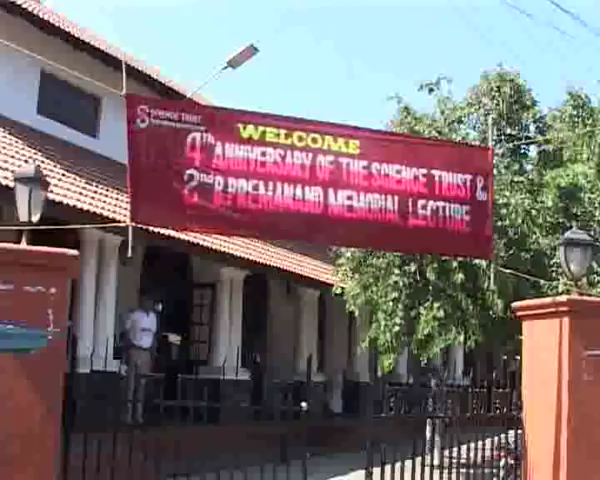 SCIENCE TRUST
WELCOME
4th ANNIVERSARY OF THE SCIENCE TRUST &
2nd B.PREMANAND MEMORIAL LECTURE